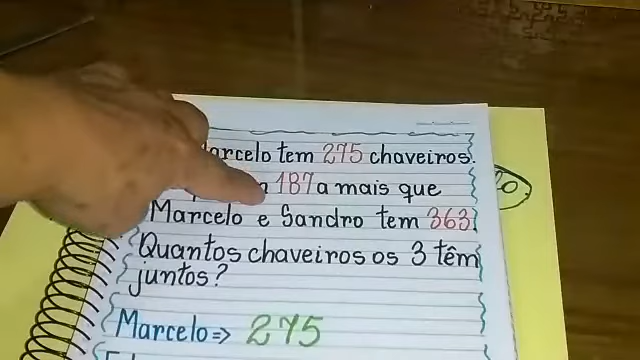 Marcelo tem 275 chaveiros.
187 a mais que
Marcelo e Sandro tem 363.
Quantos chaveiros os 3 têm
juntos?
Marcelo => 275